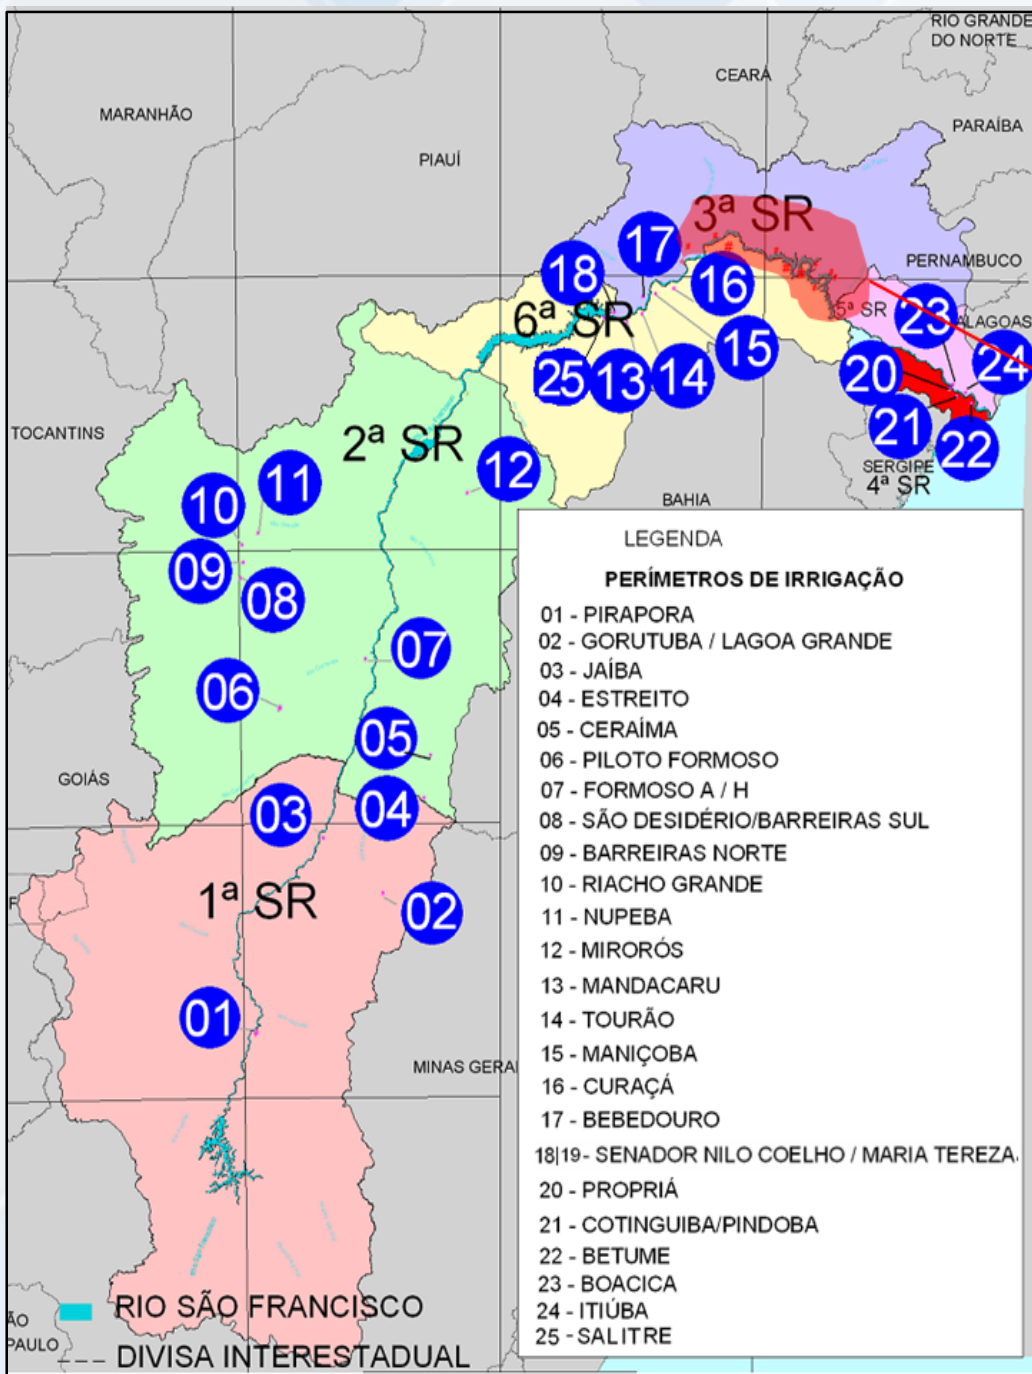 RIO GRANDE
DO NORTE
CEARÁ
MARANHÃO
PARAÍBA
PIAUÍ
3ª SR
17
PERNAMBUCO
18
16
5ª SR
23
ALAGOAS
6ª SR
15
24
25
13
14
20
21
22
TOCANTINS
2ª SR
12
SERGIPE
4ª SR
11
10
BAHIA
09
08
07
06
05
GOIÁS
03
04
1ª SR
02
F
01
MINAS GERAI
LEGENDA
PERÍMETROS DE IRRIGAÇÃO
01 - PIRAPORA
02 - GORUTUBA / LAGOA GRANDE
03 - JAÍBA
04 - ESTREITO
05 - CERAÍMA
06 - PILOTO FORMOSO
07 - FORMOSO A / H
08 - SÃO DESIDÉRIO/BARREIRAS SUL
09 - BARREIRAS NORTE
10 - RIACHO GRANDE
11 - NUPEBA
12 - MIRORÓS
13 - MANDACARU
14 - TOURÃO
15 - MANIÇOBA
16 - CURAÇÁ
17 - BEBEDOURO
18|19- SENADOR NILO COELHO / MARIA TEREZA.
20 - PROPRIÁ
21 - COTINGUIBA/PINDOBA
22 - BETUME
23 - BOACICA
24 - ITIÚBA
25 - SALITRE
ÃO
PAULO
RIO SÃO FRANCISCO
--- DIVISA INTERESTADUAL